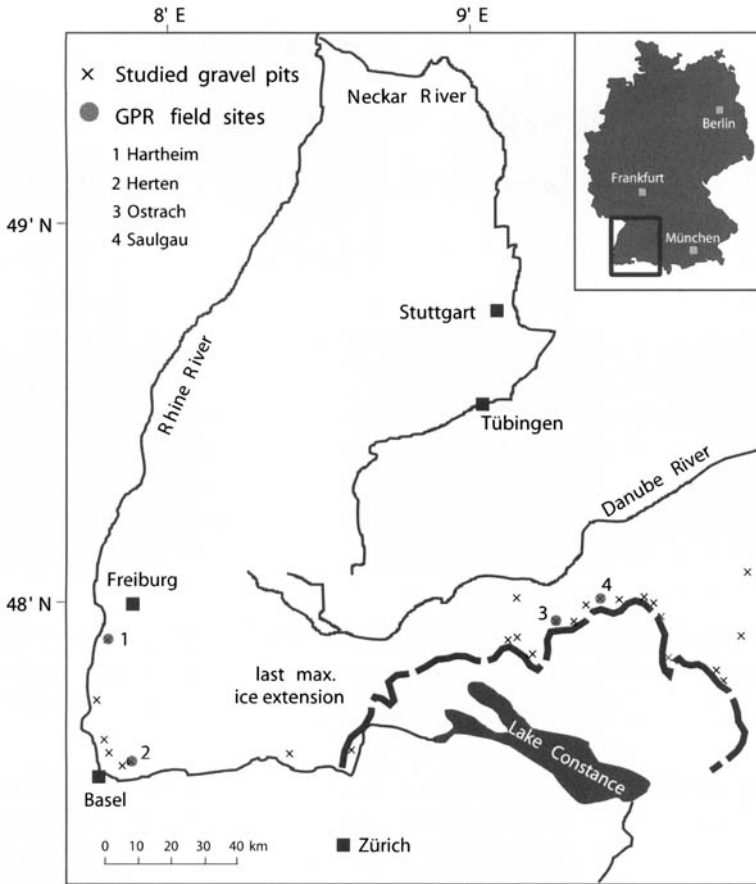 8' E
9' E
× Studied gravel pits
GPR field sites
1 Hartheim
2 Herten
3 Ostrach
4 Saulgau
Neckar River
Berlin
Frankfurt
München
49' N
Stuttgart
Rhine River
Tübingen
Danube River
48' N
Freiburg
1
3
4
last max.
ice extension
2
Lake Constance
Basel
0 10 20 30 40 km
Zürich